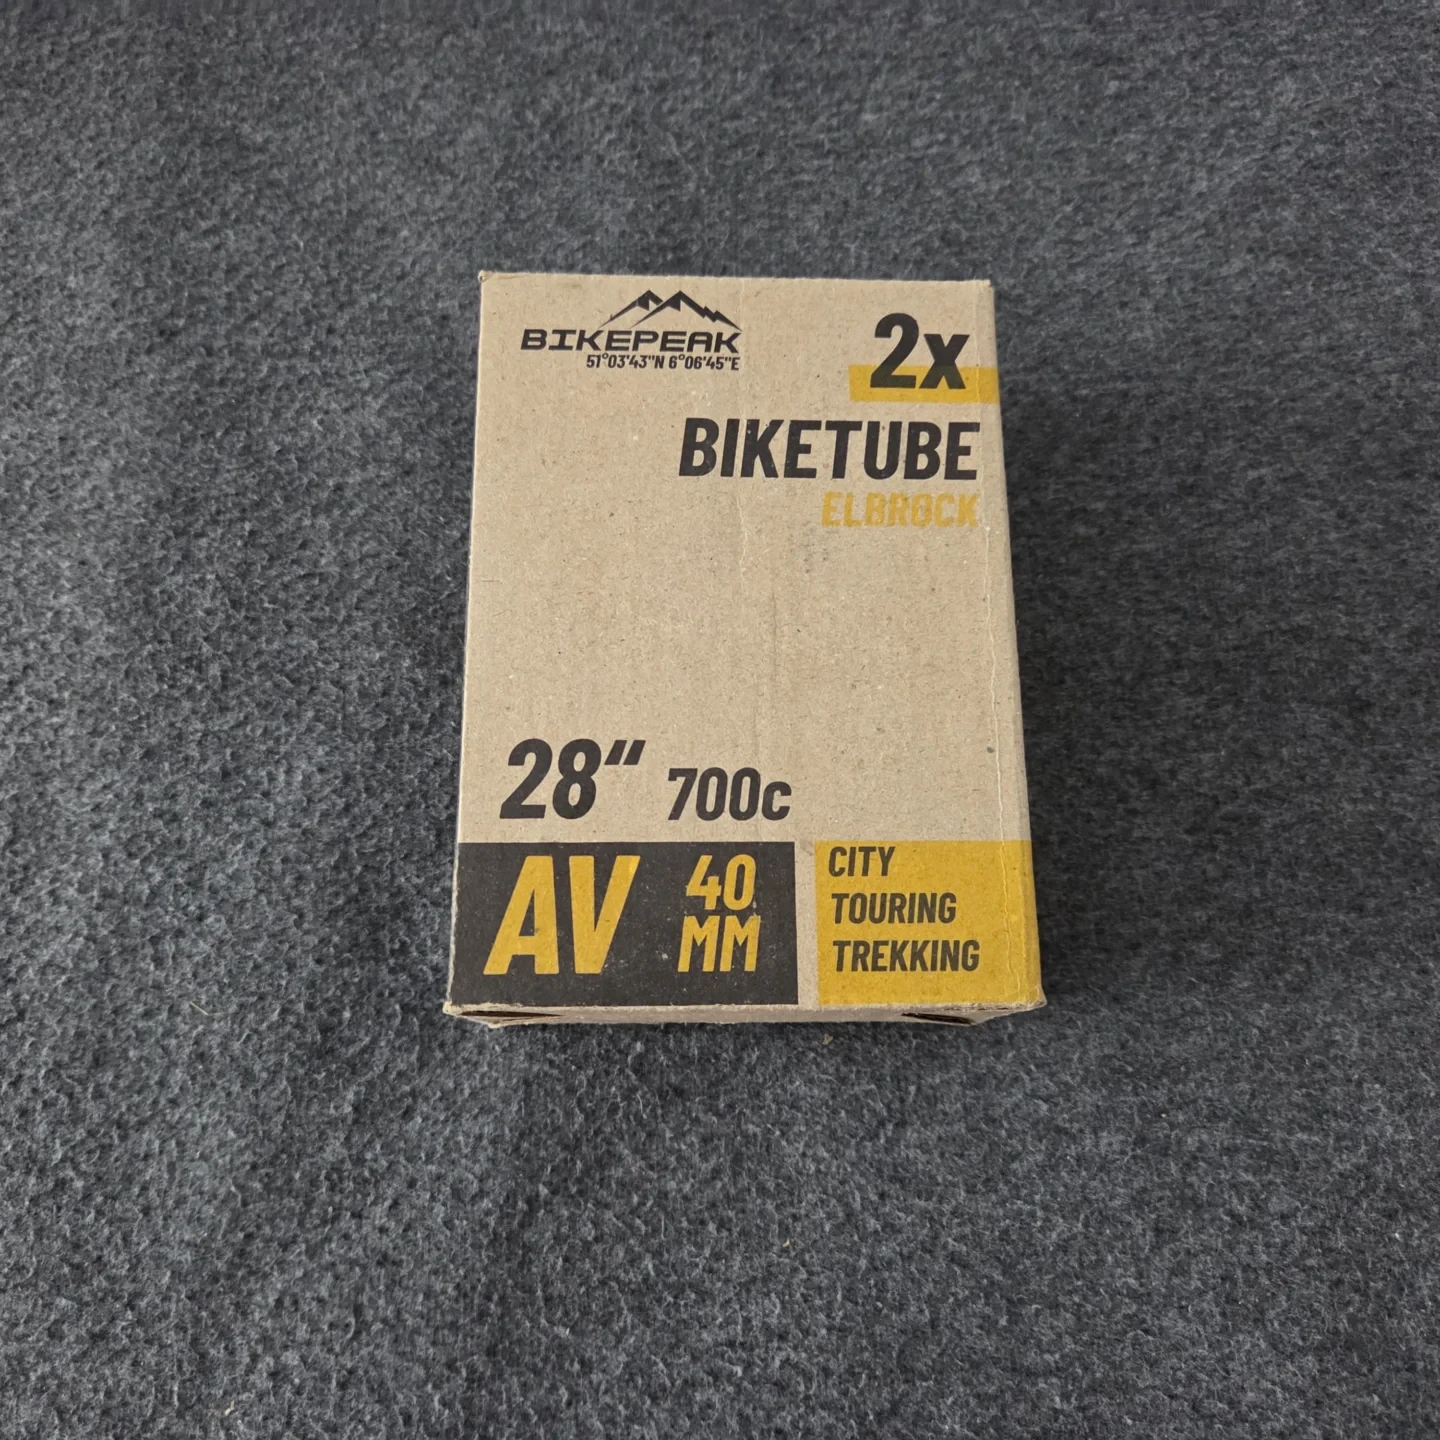 BIKEPEAK
51°03'43"N 6°06'45"E
2x
BIKETUBE
ELBROCK
28“ 700c
AV 40 MM
CITY
TOURING
TREKKING